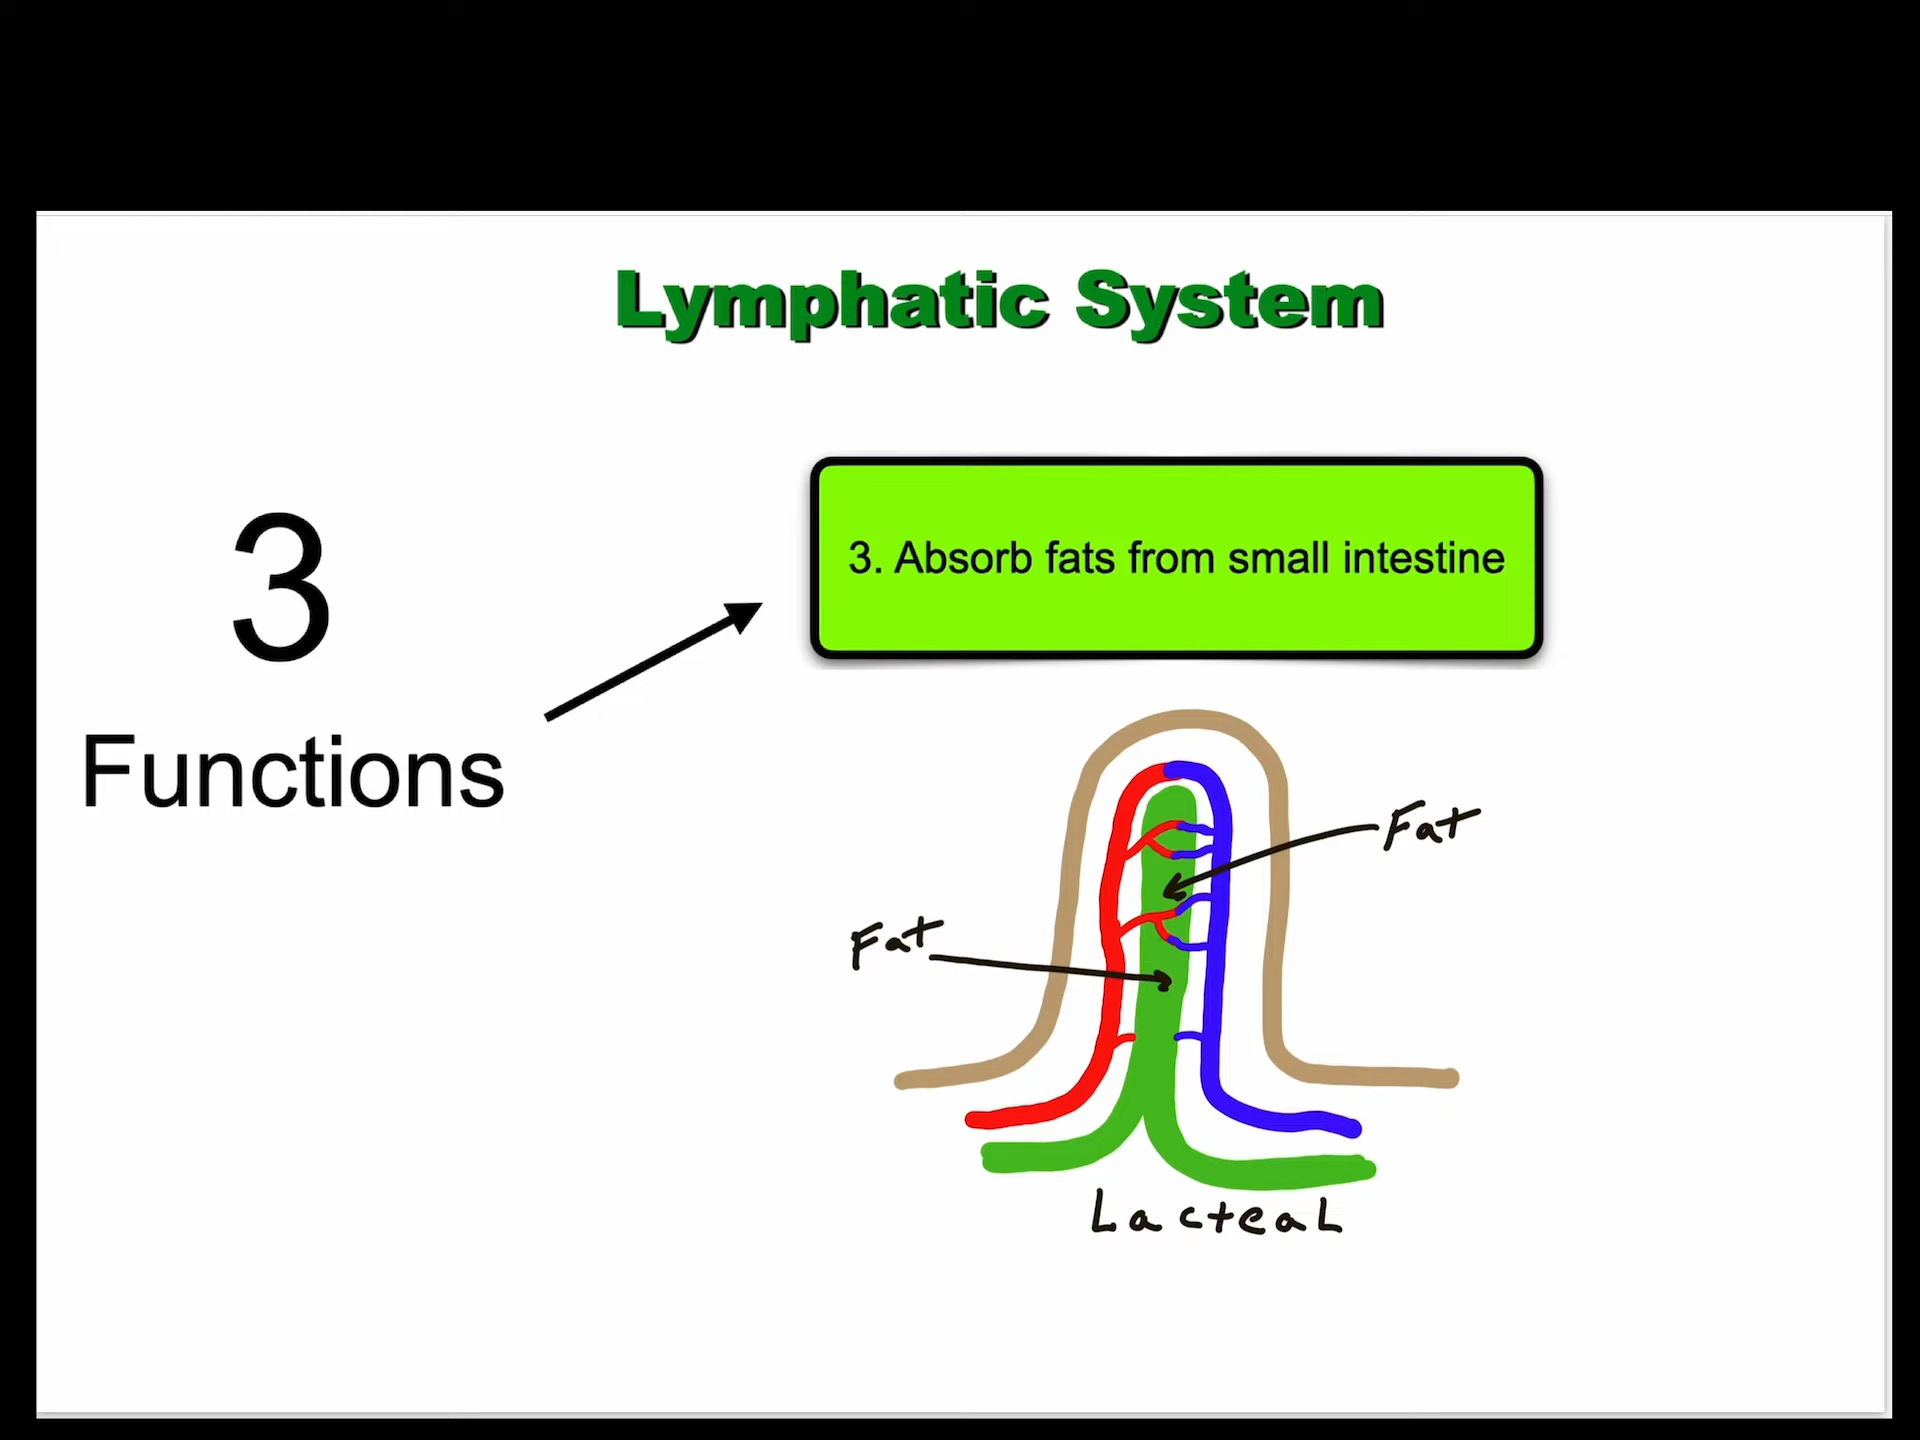 Lymphatic System
3
Functions
3. Absorb fats from small intestine
Fat
Fat
Lacteal